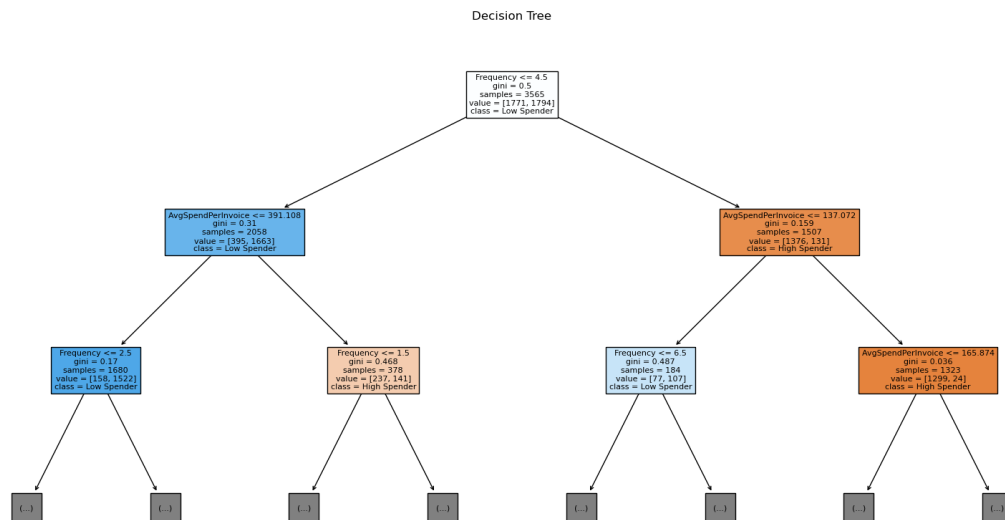 Decision Tree
Frequency <= 4.5
gini = 0.5
samples = 3565
value = [1771, 1794]
class = Low Spender
AvgSpendPerInvoice <= 391.108
gini = 0.31
samples = 2058
value = [395, 1663]
class = Low Spender
AvgSpendPerInvoice <= 137.072
gini = 0.159
samples = 1507
value = [1376, 131]
class = High Spender
Frequency <= 2.5
gini = 0.17
samples = 1680
value = [158, 1522]
class = Low Spender
Frequency <= 1.5
gini = 0.468
samples = 378
value = [237, 141]
class = High Spender
Frequency <= 6.5
gini = 0.487
samples = 184
value = [77, 107]
class = Low Spender
AvgSpendPerInvoice <= 165.874
gini = 0.036
samples = 1323
value = [1299, 24]
class = High Spender
(...)
(...)
(...)
(...)
(...)
(...)
(...)
(...)